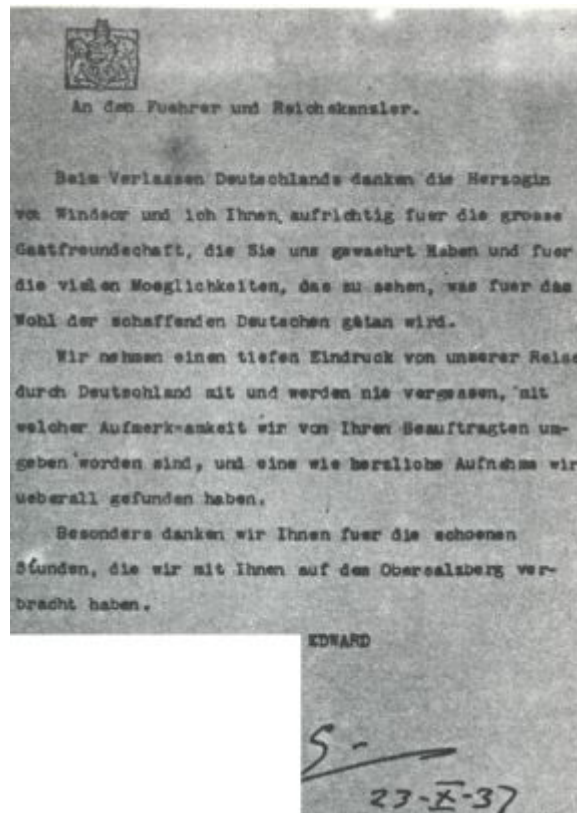 An den Fuehrer und Reichskanzler.
Beim Verlassen Deutschlands danken die Herzogin
von Windsor und ich Ihnen aufrichtig fuer die grosse
Gastfreundschaft, die Sie uns gewaehrt haben und fuer
die vielen Moeglichkeiten, das zu sehen, was fuer das
Wohl der schaffenden Deutschen getan wird.
Wir nehmen einen tiefen Eindruck von unserer Reise
durch Deutschland mit und werden nie vergessen, mit
welcher Aufmerksamkeit wir von Ihren Beauftragten um-
geben worden sind, und eine wie herzliche Aufnahme wir
ueberall gefunden haben.
Besonders danken wir Ihnen fuer die schoenen
Stunden, die wir mit Ihnen auf dem Obersalzberg ver-
bracht haben.
EDWARD
23-X-37